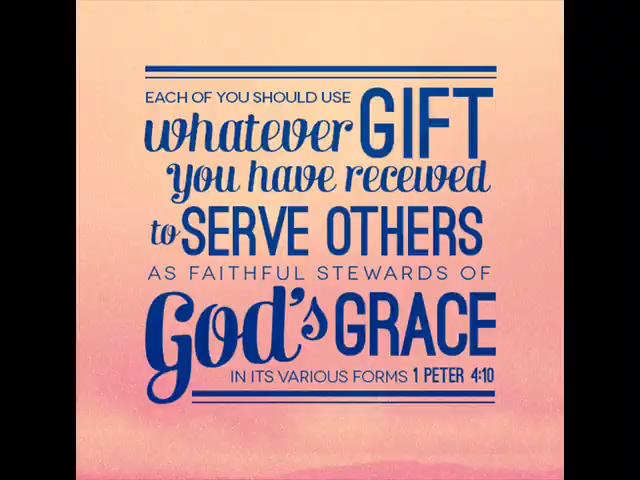 EACH OF YOU SHOULD USE
whatever GIFT
you have received
to SERVE OTHERS
AS FAITHFUL STEWARDS OF
God's GRACE
IN ITS VARIOUS FORMS 1 PETER 4:10